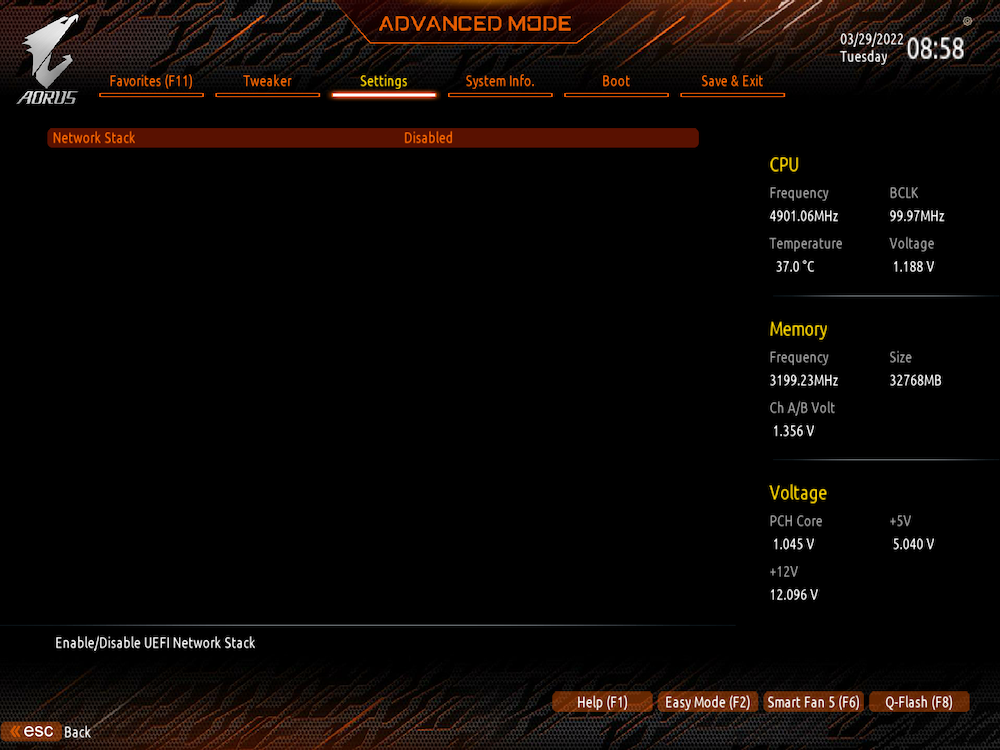 ADVANCED MODE
03/29/2022
Tuesday
08:58
AORUS
Favorites (F11)
Tweaker
Settings
System Info.
Boot
Save & Exit
Network Stack Disabled
CPU
Frequency BCLK
4901.06MHz 99.97MHz
Temperature Voltage
37.0 °C 1.188 V
Memory
Frequency Size
3199.23MHz 32768MB
Ch A/B Volt
1.356 V
Voltage
PCH Core +5V
1.045 V 5.040 V
+12V
12.096 V
Enable/Disable UEFI Network Stack
Help (F1)
Easy Mode (F2)
Smart Fan 5 (F6)
Q-Flash (F8)
esc Back